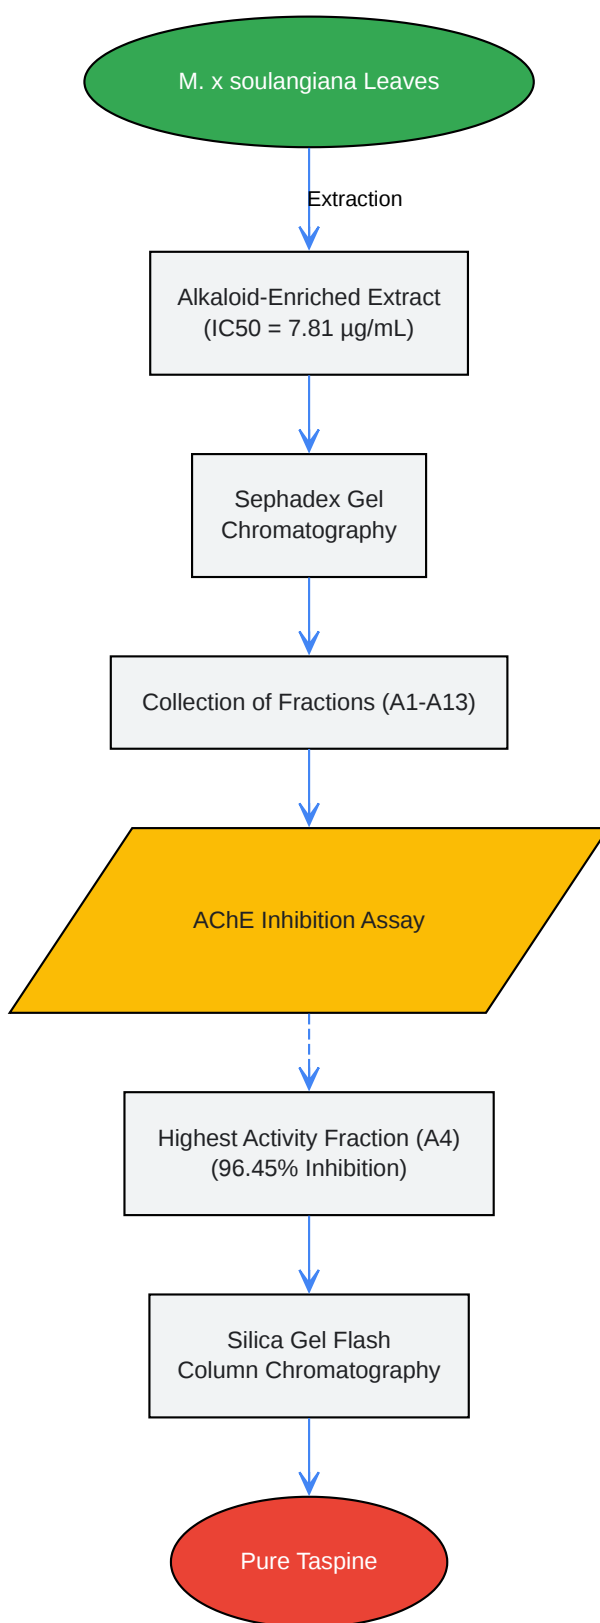 M. x soulangiana Leaves
Extraction
Alkaloid-Enriched Extract
(IC50 = 7.81 µg/mL)
Sephadex Gel
Chromatography
Collection of Fractions (A1-A13)
AChE Inhibition Assay
Highest Activity Fraction (A4)
(96.45% Inhibition)
Silica Gel Flash
Column Chromatography
Pure Taspine